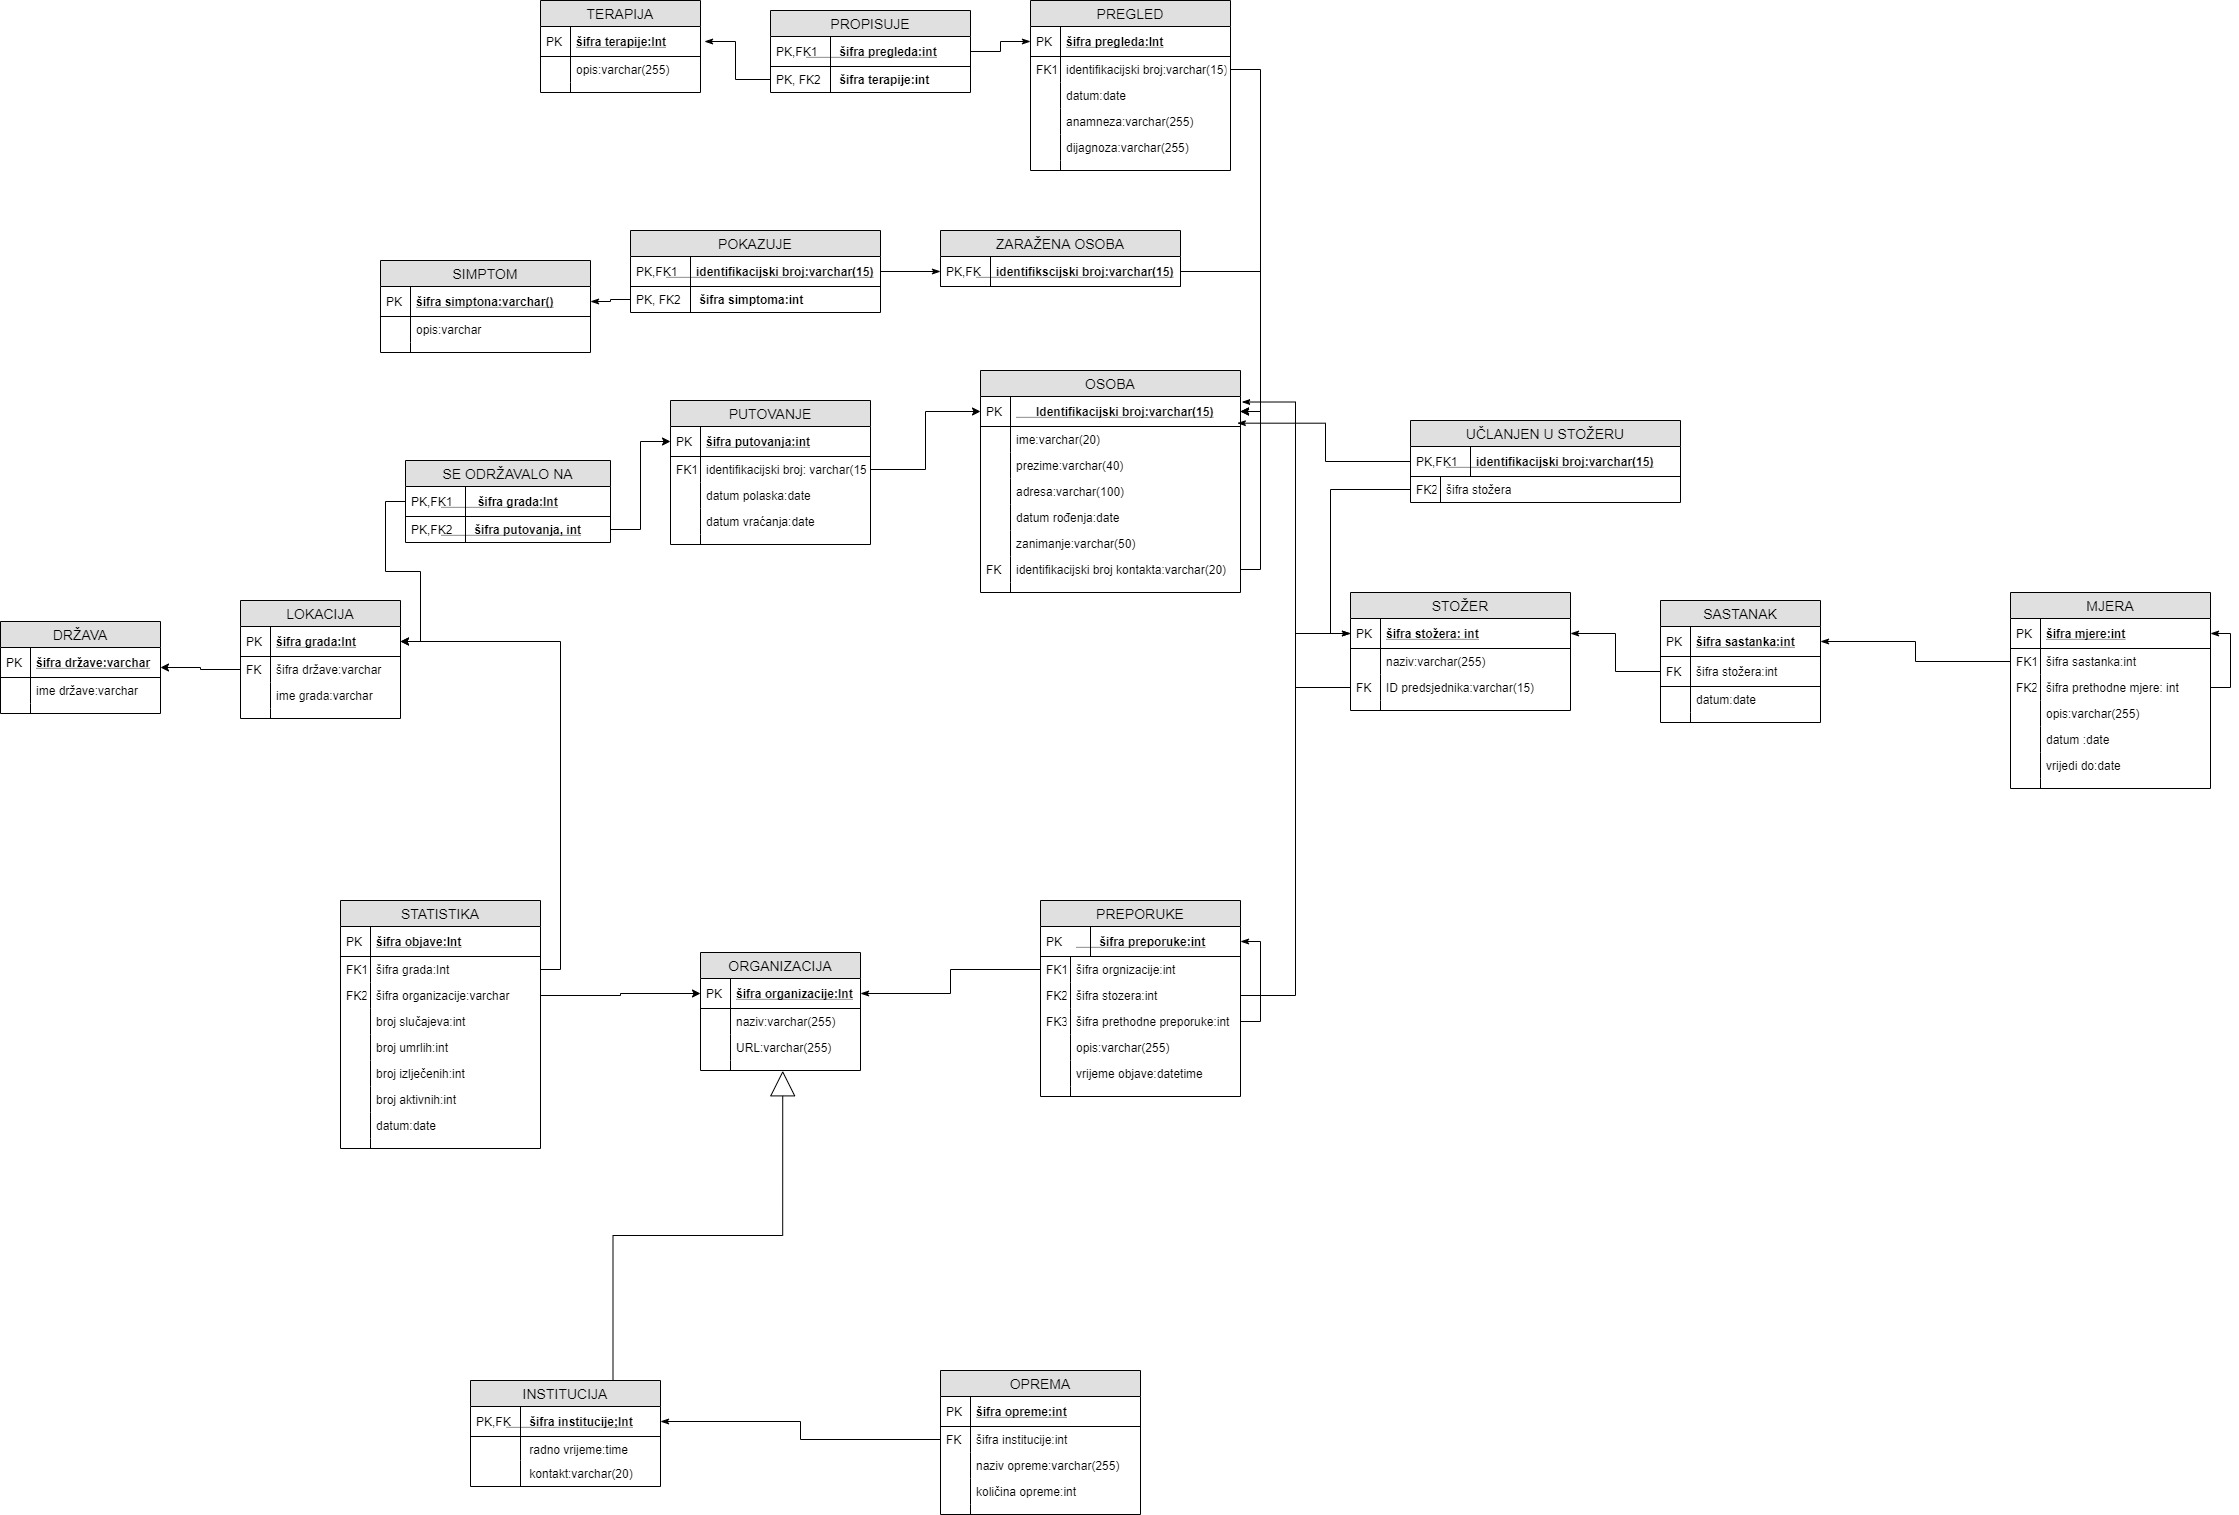 TERAPIJA
PK šifra terapije:Int
opis:varchar(255)
PROPISUJE
PK,FK1 šifra pregleda:int
PK, FK2 šifra terapije:int
PREGLED
PK šifra pregleda:Int
FK1 identifikacijski broj:varchar(15)
datum:date
anamneza:varchar(255)
dijagnoza:varchar(255)
SIMPTOM
PK šifra simptona:varchar()
opis:varchar
POKAZUJE
PK,FK1 identifikacijski broj:varchar(15)
PK, FK2 šifra simptoma:int
ZARAŽENA OSOBA
PK,FK identifikscijski broj:varchar(15)
OSOBA
PK Identifikacijski broj:varchar(15)
ime:varchar(20)
prezime:varchar(40)
adresa:varchar(100)
datum rođenja:date
zanimanje:varchar(50)
FK identifikacijski broj kontakta:varchar(20)
PUTOVANJE
PK šifra putovanja:int
FK1 identifikacijski broj: varchar(15
datum polaska:date
datum vraćanja:date
SE ODRŽAVALO NA
PK,FK1 šifra grada:Int
PK,FK2 šifra putovanja, int
UČLANJEN U STOŽERU
PK,FK1 identifikacijski broj:varchar(15)
FK2 šifra stožera
DRŽAVA
PK šifra države:varchar
ime države:varchar
LOKACIJA
PK šifra grada:Int
FK šifra države:varchar
ime grada:varchar
STOŽER
PK šifra stožera: int
naziv:varchar(255)
FK ID predsjednika:varchar(15)
SASTANAK
PK šifra sastanka:int
FK šifra stožera:int
datum:date
MJERA
PK šifra mjere:int
FK1 šifra sastanka:int
FK2 šifra prethodne mjere: int
opis:varchar(255)
datum :date
vrijedi do:date
STATISTIKA
PK šifra objave:Int
FK1 šifra grada:Int
FK2 šifra organizacije:varchar
broj slučajeva:int
broj umrlih:int
broj izlječenih:int
broj aktivnih:int
datum:date
ORGANIZACIJA
PK šifra organizacije:Int
naziv:varchar(255)
URL:varchar(255)
PREPORUKE
PK šifra preporuke:int
FK1 šifra orgnizacije:int
FK2 šifra stozera:int
FK3 šifra prethodne preporuke:int
opis:varchar(255)
vrijeme objave:datetime
INSTITUCIJA
PK,FK šifra institucije;Int
radno vrijeme:time
kontakt:varchar(20)
OPREMA
PK šifra opreme:int
FK šifra institucije:int
naziv opreme:varchar(255)
količina opreme:int